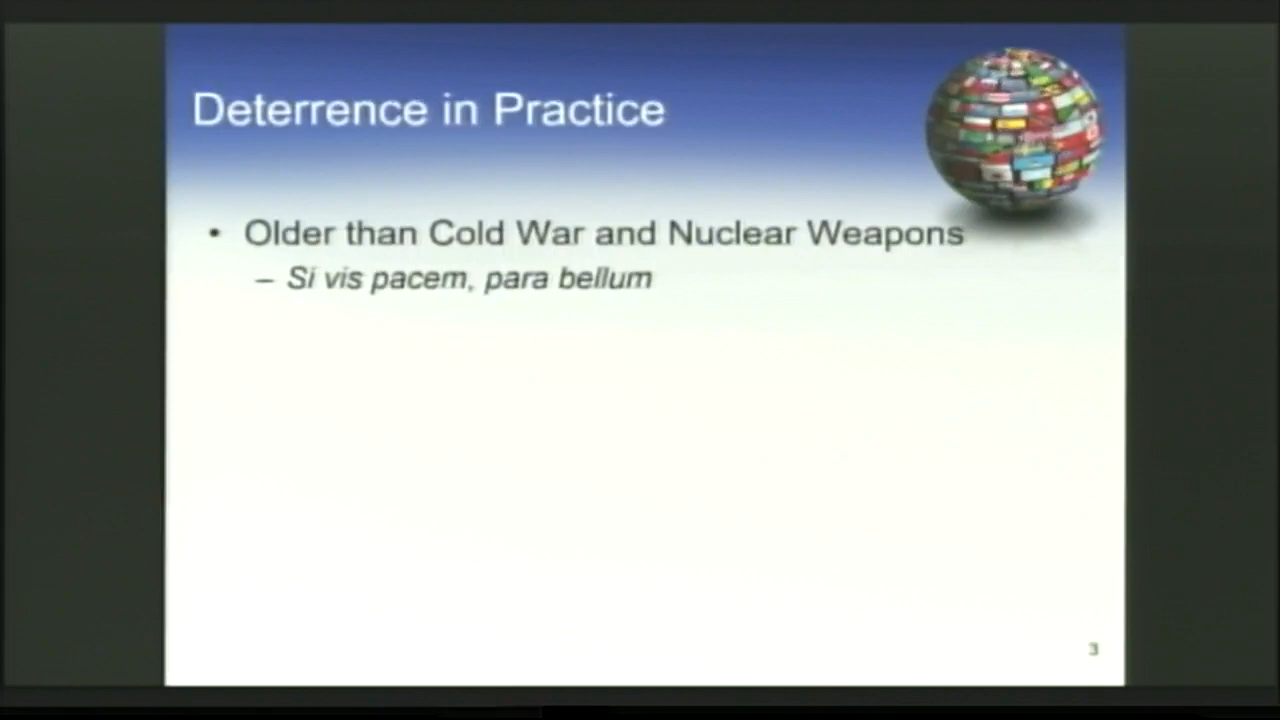 Deterrence in Practice
• Older than Cold War and Nuclear Weapons
– Si vis pacem, para bellum
3